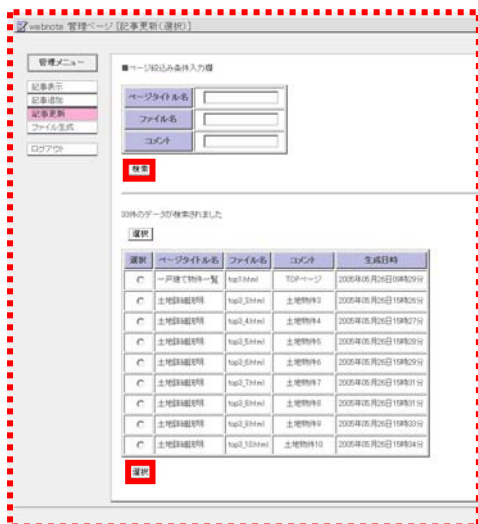 webnote 管理ページ [記事更新(選択)]
管理メニュー
記事表示
記事追加
記事更新
ファイル生成
ログアウト
■ページ絞込み条件入力欄
ページタイトル名
ファイル名
コメント
検索
33件のデータが検索されました
選択
選択 ページタイトル名 ファイル名 コメント 生成日時
一戸建て物件一覧 top1.html TOPページ 2005年05月26日09時29分
土地詳細説明 top3_3.html 土地物件3 2005年05月26日15時26分
土地詳細説明 top3_4.html 土地物件4 2005年05月26日15時27分
土地詳細説明 top3_5.html 土地物件5 2005年05月26日15時28分
土地詳細説明 top3_6.html 土地物件6 2005年05月26日15時29分
土地詳細説明 top3_7.html 土地物件7 2005年05月26日15時31分
土地詳細説明 top3_8.html 土地物件8 2005年05月26日15時31分
土地詳細説明 top3_9.html 土地物件9 2005年05月26日15時33分
土地詳細説明 top3_10.html 土地物件10 2005年05月26日15時34分
選択